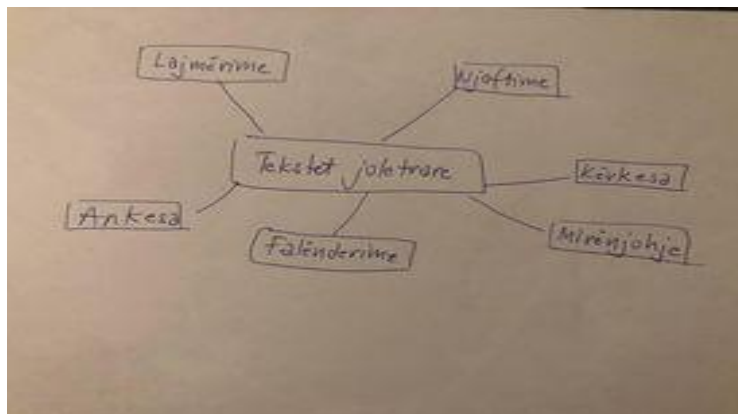 Lajmërime
Njoftime
Tekstet joletrare
Kërkesa
Ankesa
Falënderime
Mirënjohje